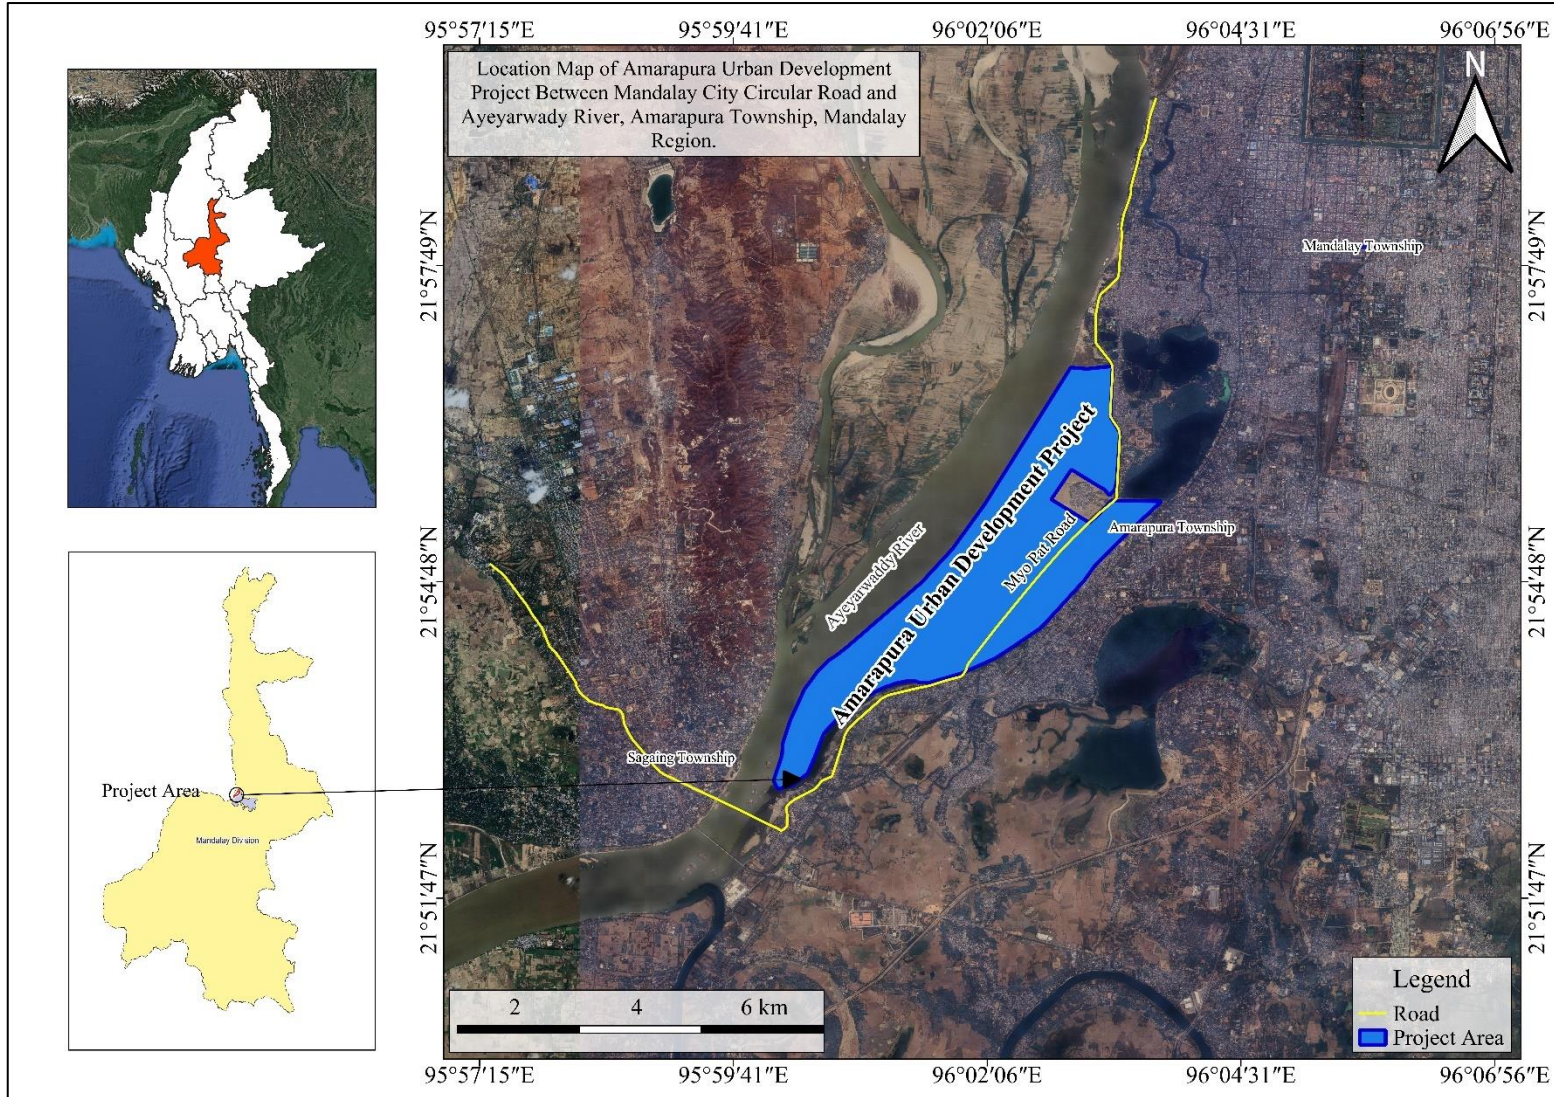 95°57'15"E 95°59'41"E 96°02'06"E 96°04'31"E 96°06'56"E
Location Map of Amarapura Urban Development
Project Between Mandalay City Circular Road and
Ayeyarwady River, Amarapura Township, Mandalay
Region.
N
21°57'49"N
21°57'49"N
Mandalay Township
Amarapura Urban Development Project
Myo Pat Road
Amarapura Township
Ayeyarwaddy River
21°54'48"N
21°54'48"N
Sagaing Township
Project Area
Mandalay Division
21°51'47"N
21°51'47"N
2 4 6 km
Legend
Road
Project Area
95°57'15"E 95°59'41"E 96°02'06"E 96°04'31"E 96°06'56"E